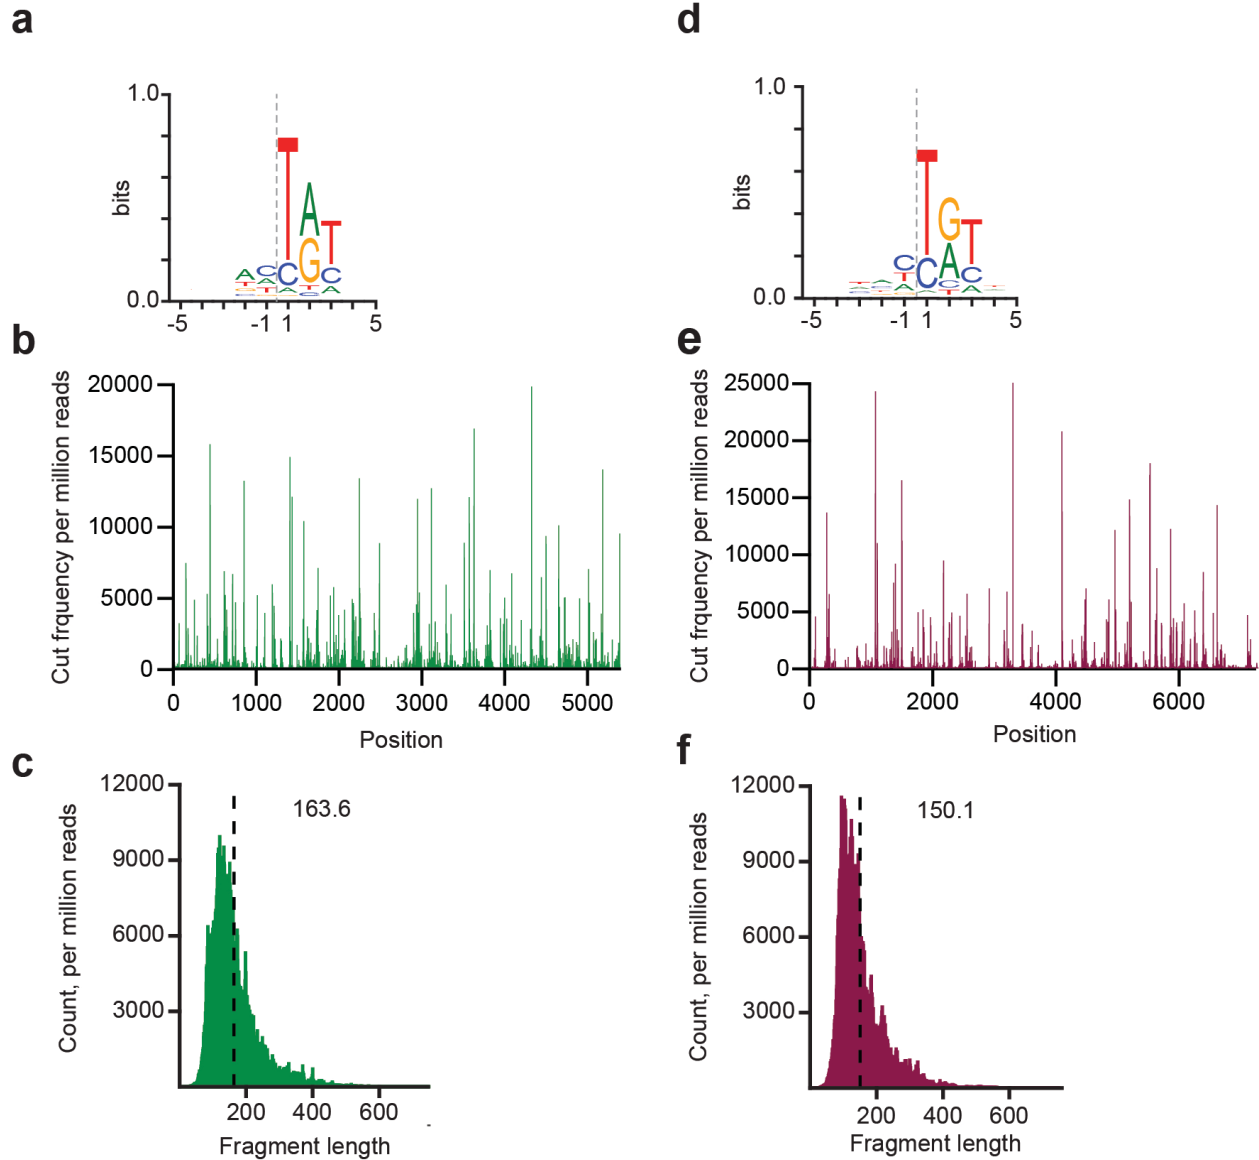 a
1.0
bits
0.0
-5
-1
1
5
T
C
A
A
G
T
C
A
A
C
A
b
20000
15000
10000
5000
0
Cut frquency per million reads
0
1000
2000
3000
4000
5000
Position
c
12000
9000
6000
3000
Count, per million reads
163.6
200
400
600
Fragment length
d
1.0
bits
0.0
-5
-1
1
5
T
C
G
A
C
T
C
A
C
T
A
e
25000
20000
15000
10000
5000
0
Cut frquency per million reads
0
2000
4000
6000
Position
f
12000
9000
6000
3000
Count, per million reads
150.1
200
400
600
Fragment length